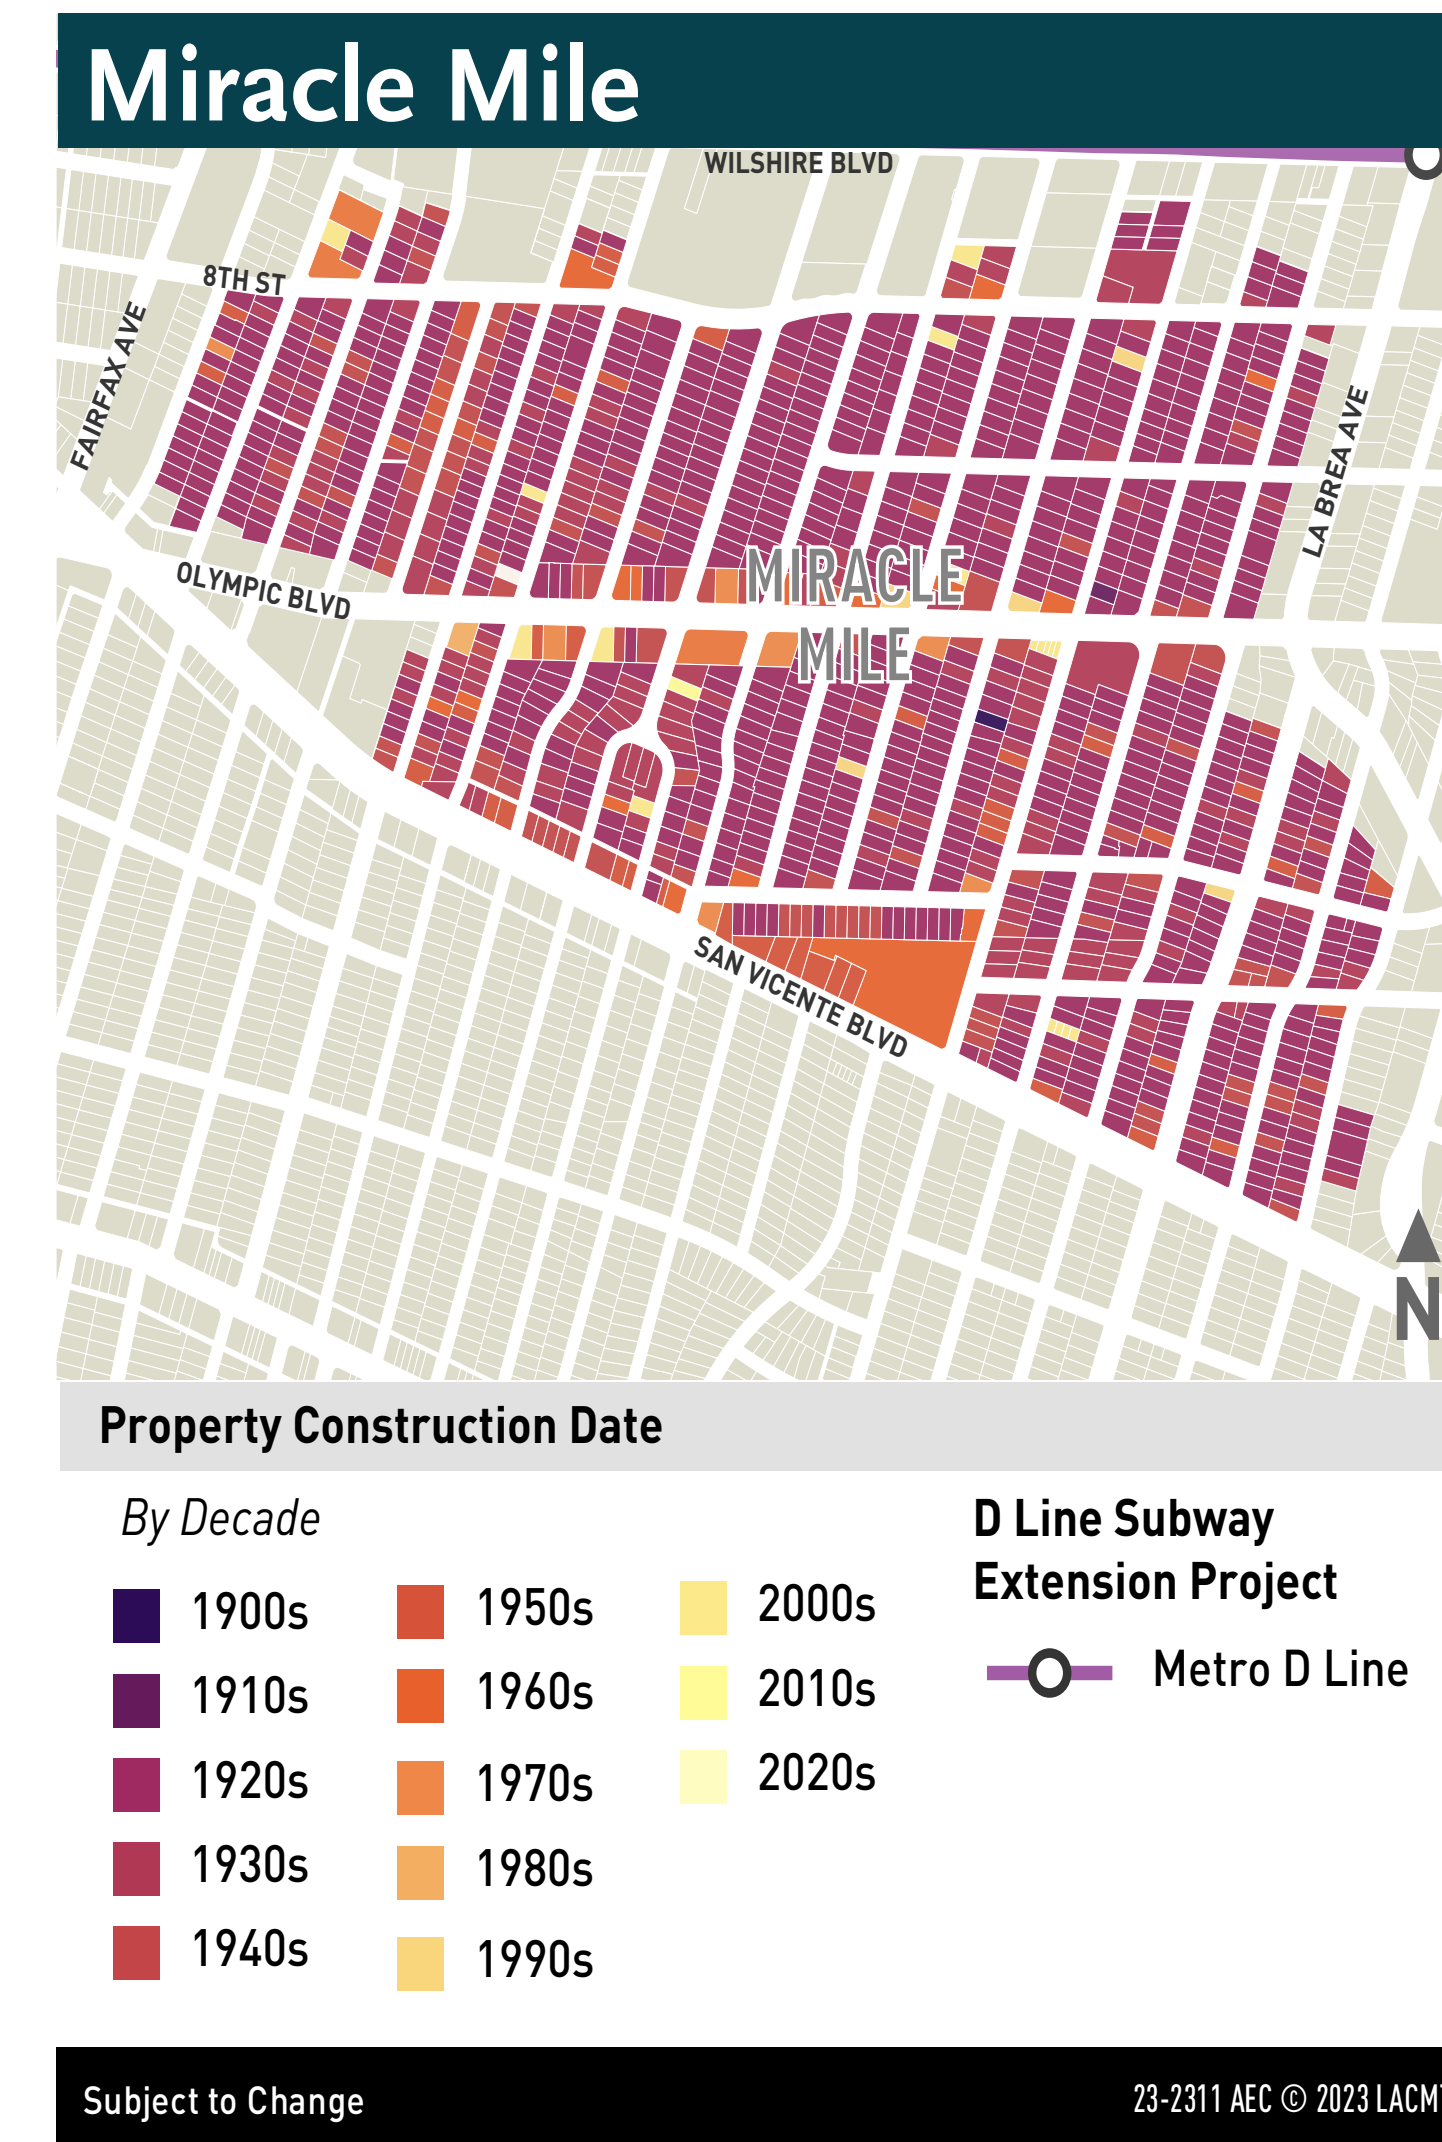 Miracle Mile
WILSHIRE BLVD
8TH ST
FAIRFAX AVE
LA BREA AVE
MIRACLE
MILE
OLYMPIC BLVD
SAN VICENTE BLVD
N
Property Construction Date
By Decade
1900s
1910s
1920s
1930s
1940s
1950s
1960s
1970s
1980s
1990s
2000s
2010s
2020s
D Line Subway
Extension Project
Metro D Line
Subject to Change
23-2311 AEC © 2023 LACM